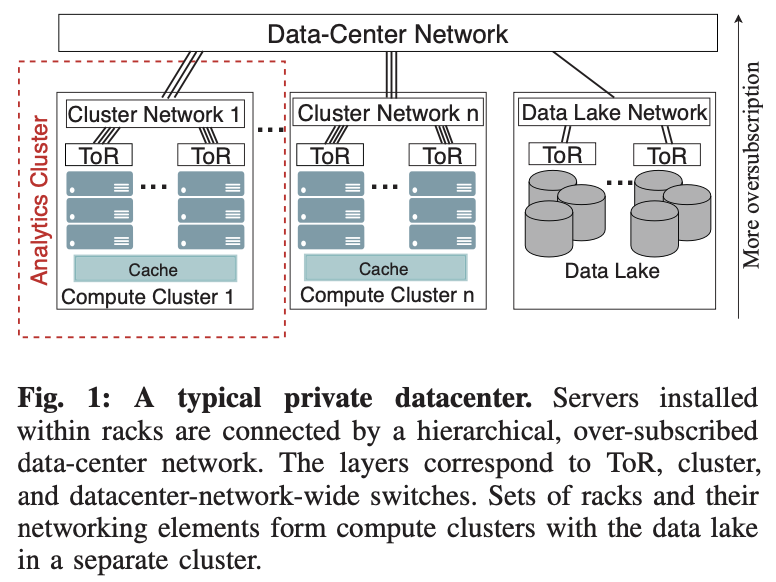 Data-Center Network
Cluster Network 1
...
Cluster Network n
Data Lake Network
ToR
ToR
ToR
ToR
ToR
ToR
...
...
...
Cache
Compute Cluster 1
Cache
Compute Cluster n
Data Lake
Analytics Cluster
More oversubscription
Fig. 1: A typical private datacenter. Servers installed
within racks are connected by a hierarchical, over-subscribed
data-center network. The layers correspond to ToR, cluster,
and datacenter-network-wide switches. Sets of racks and their
networking elements form compute clusters with the data lake
in a separate cluster.